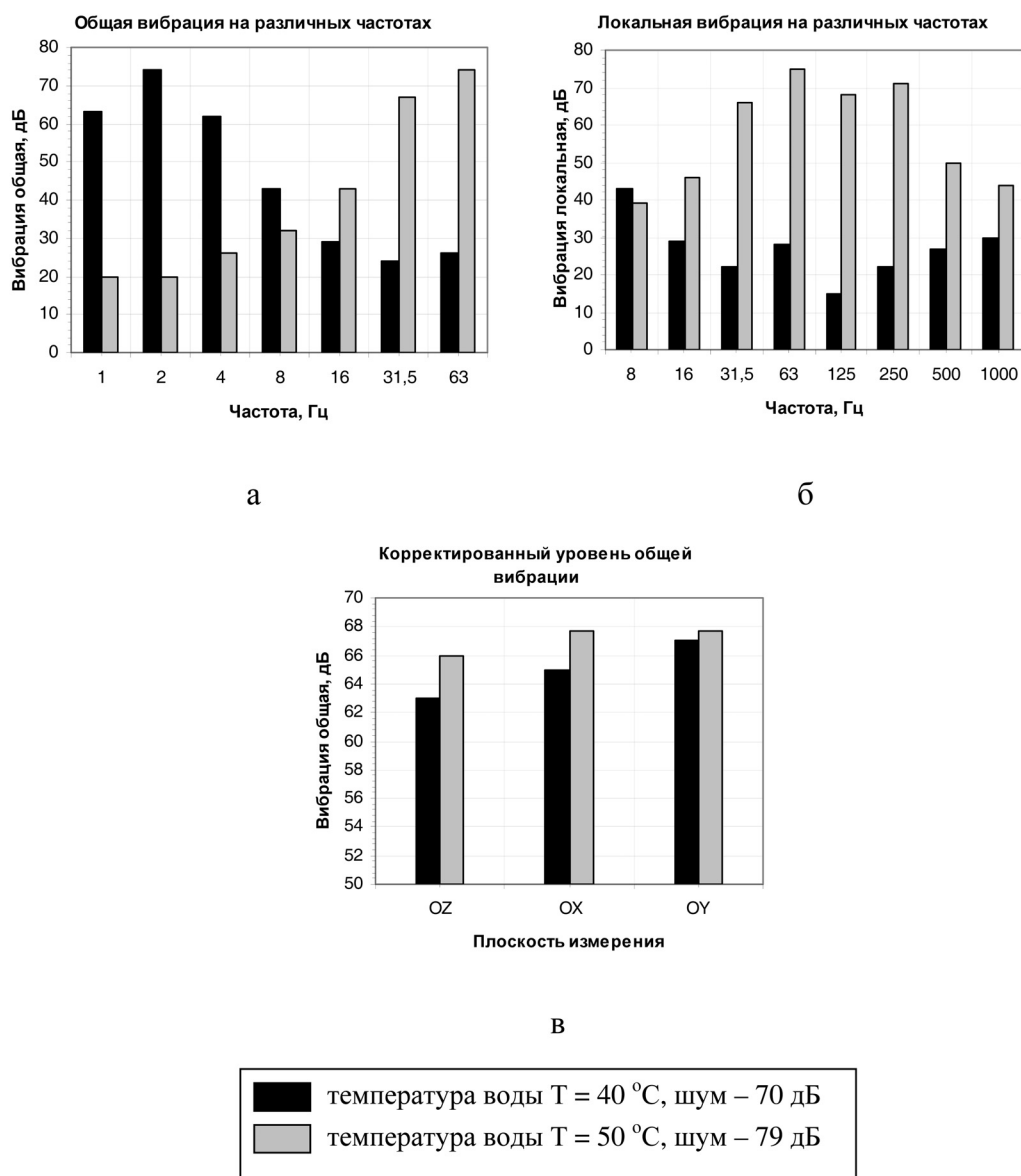 Общая вибрация на различных частотах
Вибрация общая, дБ
80
70
60
50
40
30
20
10
0
1 2 4 8 16 31,5 63
Частота, Гц
а
Локальная вибрация на различных частотах
Вибрация локальная, дБ
80
70
60
50
40
30
20
10
0
8 16 31,5 63 125 250 500 1000
Частота, Гц
б
Корректированный уровень общей
вибрации
Вибрация общая, дБ
70
68
66
64
62
60
58
56
54
52
50
OZ OX OY
Плоскость измерения
в
температура воды Т = 40 °С, шум – 70 дБ
температура воды Т = 50 °С, шум – 79 дБ